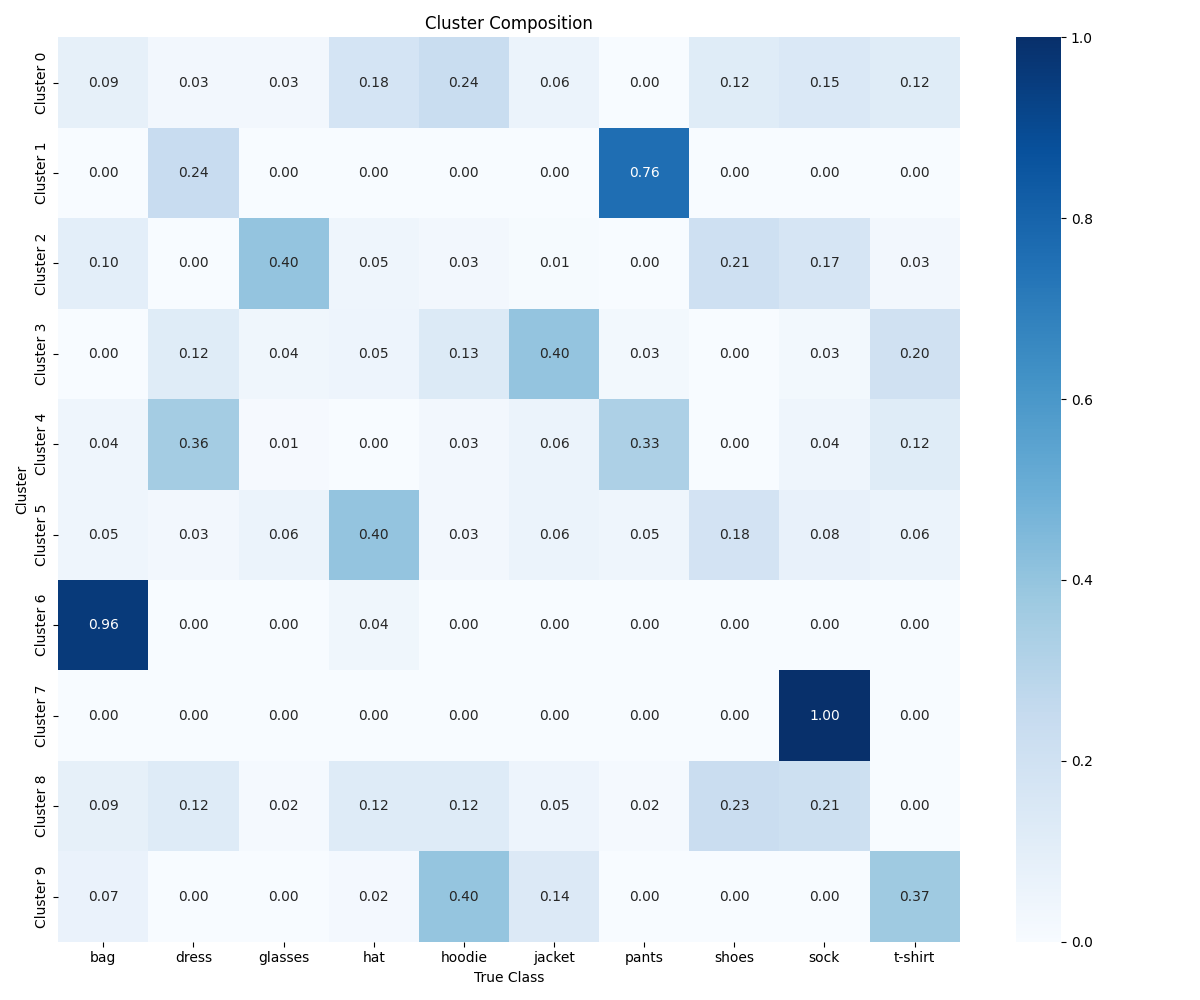 Cluster Composition
Cluster 0 0.09 0.03 0.03 0.18 0.24 0.06 0.00 0.12 0.15 0.12
Cluster 1 0.00 0.24 0.00 0.00 0.00 0.00 0.76 0.00 0.00 0.00
Cluster 2 0.10 0.00 0.40 0.05 0.03 0.01 0.00 0.21 0.17 0.03
Cluster 3 0.00 0.12 0.04 0.05 0.13 0.40 0.03 0.00 0.03 0.20
Cluster 4 0.04 0.36 0.01 0.00 0.03 0.06 0.33 0.00 0.04 0.12
Cluster 5 0.05 0.03 0.06 0.40 0.03 0.06 0.05 0.18 0.08 0.06
Cluster 6 0.96 0.00 0.00 0.04 0.00 0.00 0.00 0.00 0.00 0.00
Cluster 7 0.00 0.00 0.00 0.00 0.00 0.00 0.00 0.00 1.00 0.00
Cluster 8 0.09 0.12 0.02 0.12 0.12 0.05 0.02 0.23 0.21 0.00
Cluster 9 0.07 0.00 0.00 0.02 0.40 0.14 0.00 0.00 0.00 0.37
bag dress glasses hat hoodie jacket pants shoes sock t-shirt
True Class
Cluster
1.0
0.8
0.6
0.4
0.2
0.0